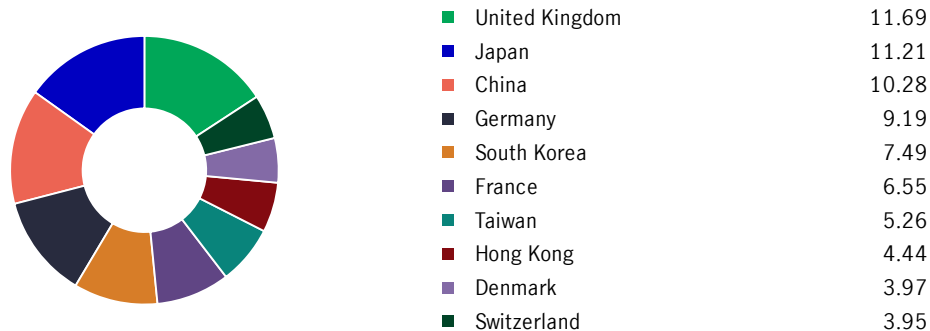 United Kingdom 11.69
Japan 11.21
China 10.28
Germany 9.19
South Korea 7.49
France 6.55
Taiwan 5.26
Hong Kong 4.44
Denmark 3.97
Switzerland 3.95